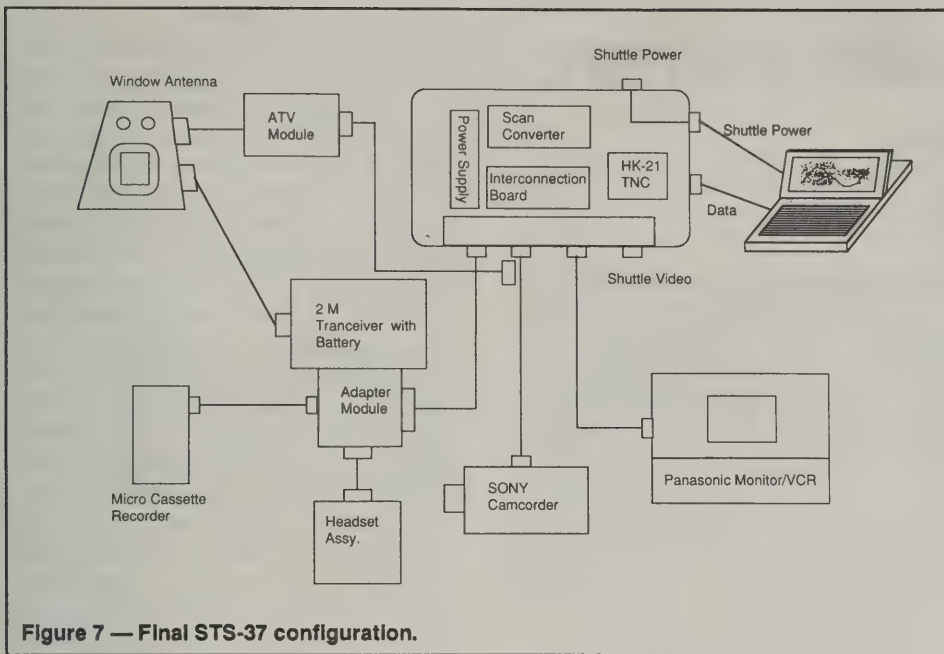 Shuttle Power
Window Antenna
ATV
Module
Power Supply
Scan
Converter
Shuttle Power
Interconnection
Board
HK-21
TNC
Data
Shuttle Video
2 M
Tranceiver with
Battery
Adapter
Module
Micro Cassette
Recorder
Headset
Assy.
SONY
Camcorder
Panasonic Monitor/VCR
Figure 7 — Final STS-37 configuration.